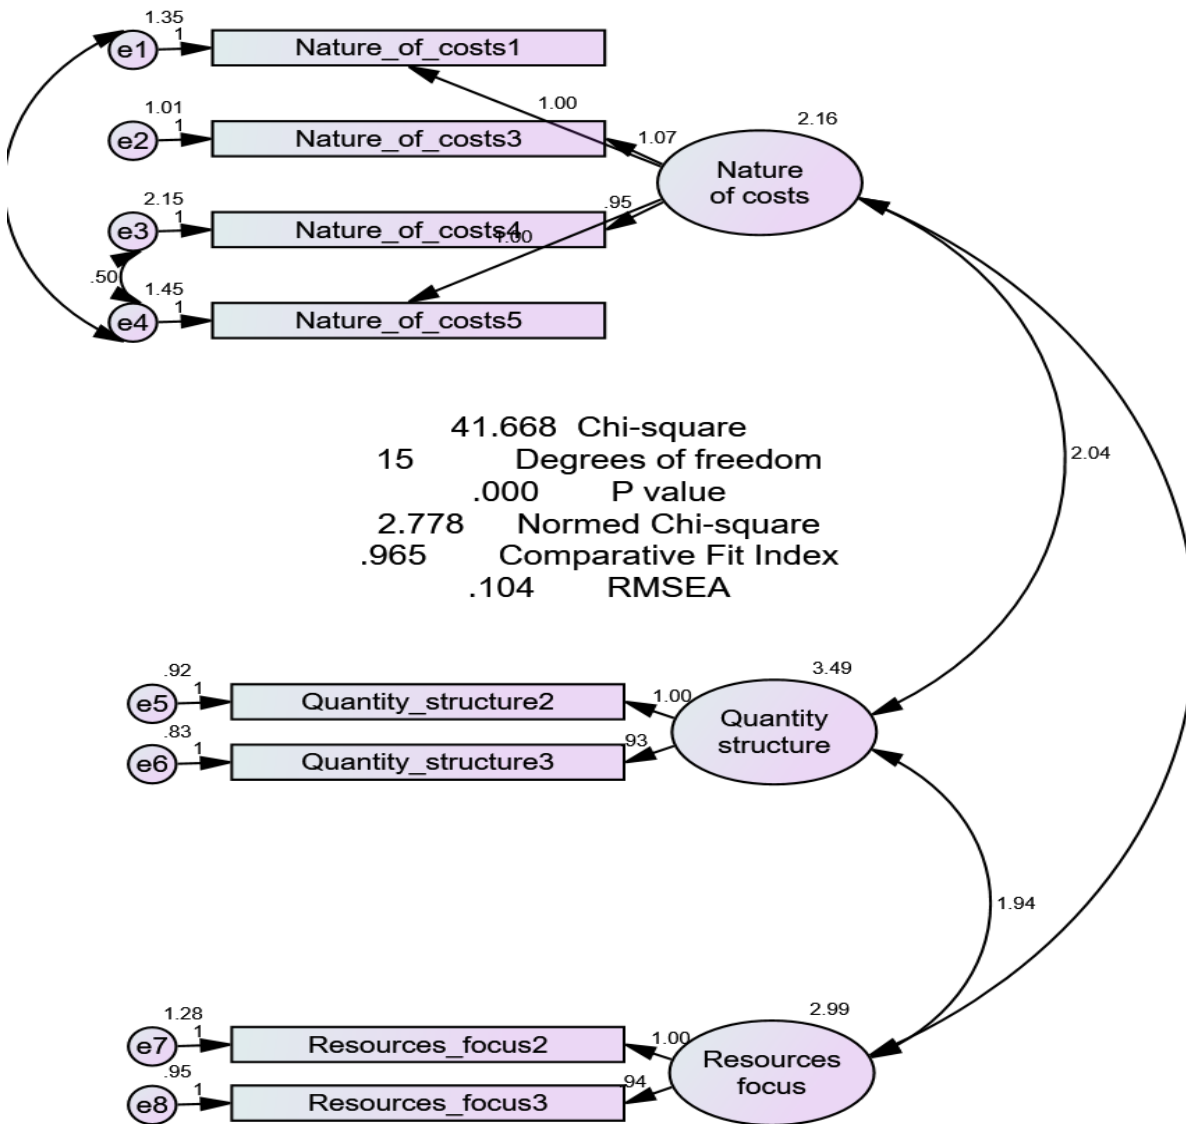 1.35
e1
1
Nature_of_costs1
1.00
1.01
e2
1
Nature_of_costs3
1.07
2.16
Nature
of costs
2.15
e3
1
Nature_of_costs4
.95
1.00
.50
1.45
e4
1
Nature_of_costs5
41.668 Chi-square
15 Degrees of freedom
.000 P value
2.778 Normed Chi-square
.965 Comparative Fit Index
.104 RMSEA
2.04
.92
e5
1
Quantity_structure2
1.00
3.49
Quantity
structure
.83
e6
1
Quantity_structure3
.93
1.94
1.28
e7
1
Resources_focus2
1.00
2.99
Resources
focus
.95
e8
1
Resources_focus3
.94